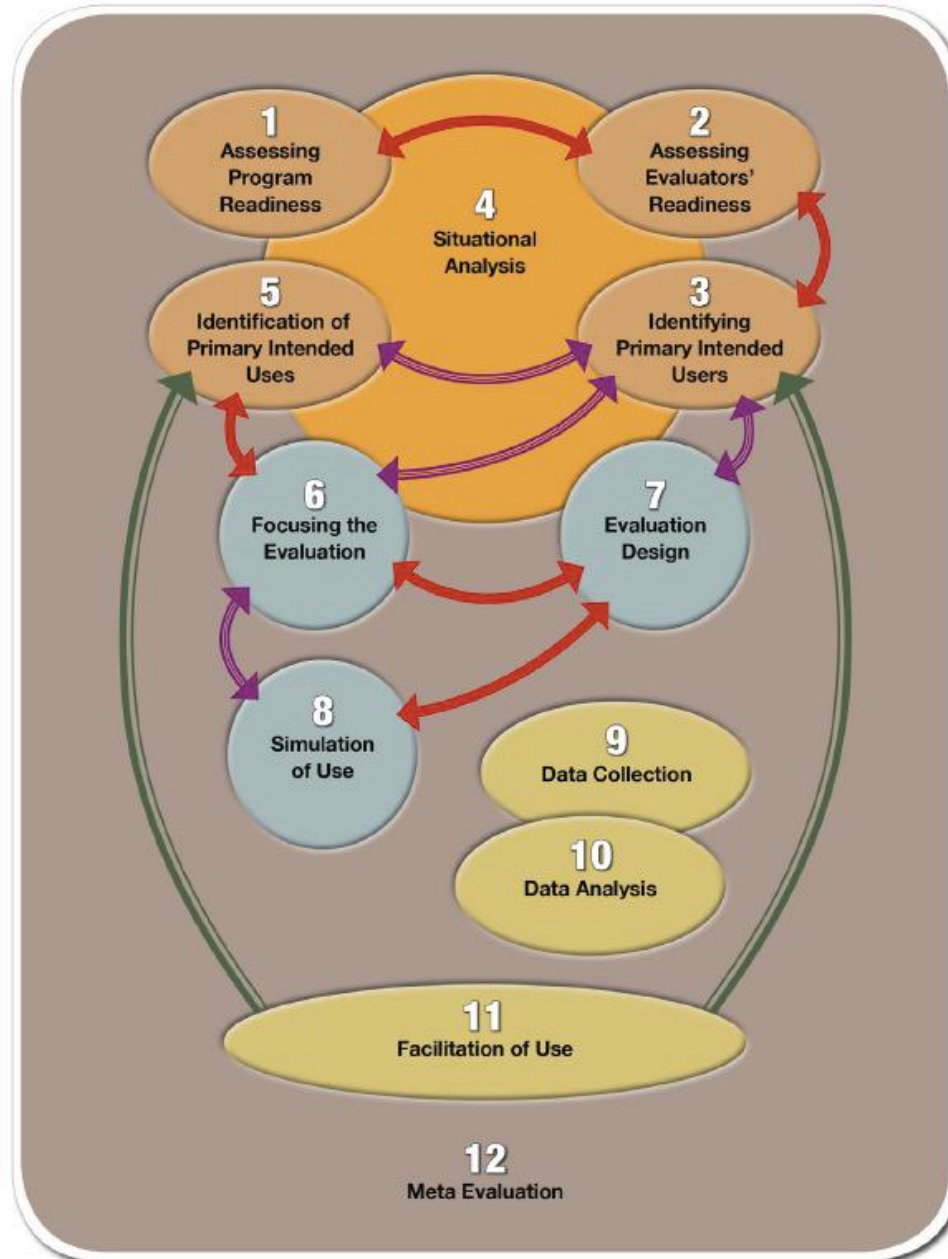 1
Assessing
Program
Readiness
2
Assessing
Evaluators’
Readiness
4
Situational
Analysis
5
Identification of
Primary Intended
Uses
3
Identifying
Primary Intended
Users
6
Focusing the
Evaluation
7
Evaluation
Design
8
Simulation
of Use
9
Data Collection
10
Data Analysis
11
Facilitation of Use
12
Meta Evaluation